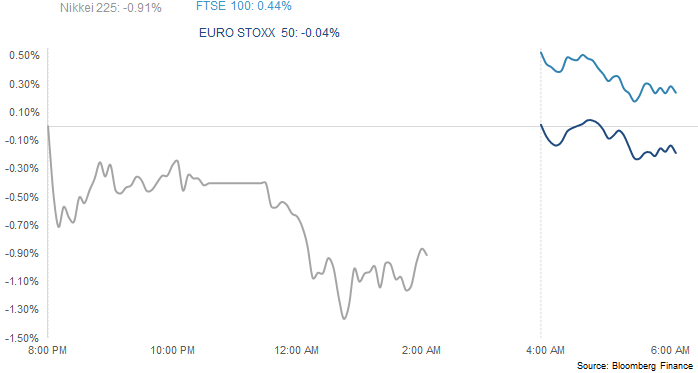 Nikkei 225: -0.91% FTSE 100: 0.44%
EURO STOXX 50: -0.04%
0.50%
0.30%
0.10%
-0.10%
-0.30%
-0.50%
-0.70%
-0.90%
-1.10%
-1.30%
-1.50%
8:00 PM 10:00 PM 12:00 AM 2:00 AM 4:00 AM 6:00 AM
Source: Bloomberg Finance